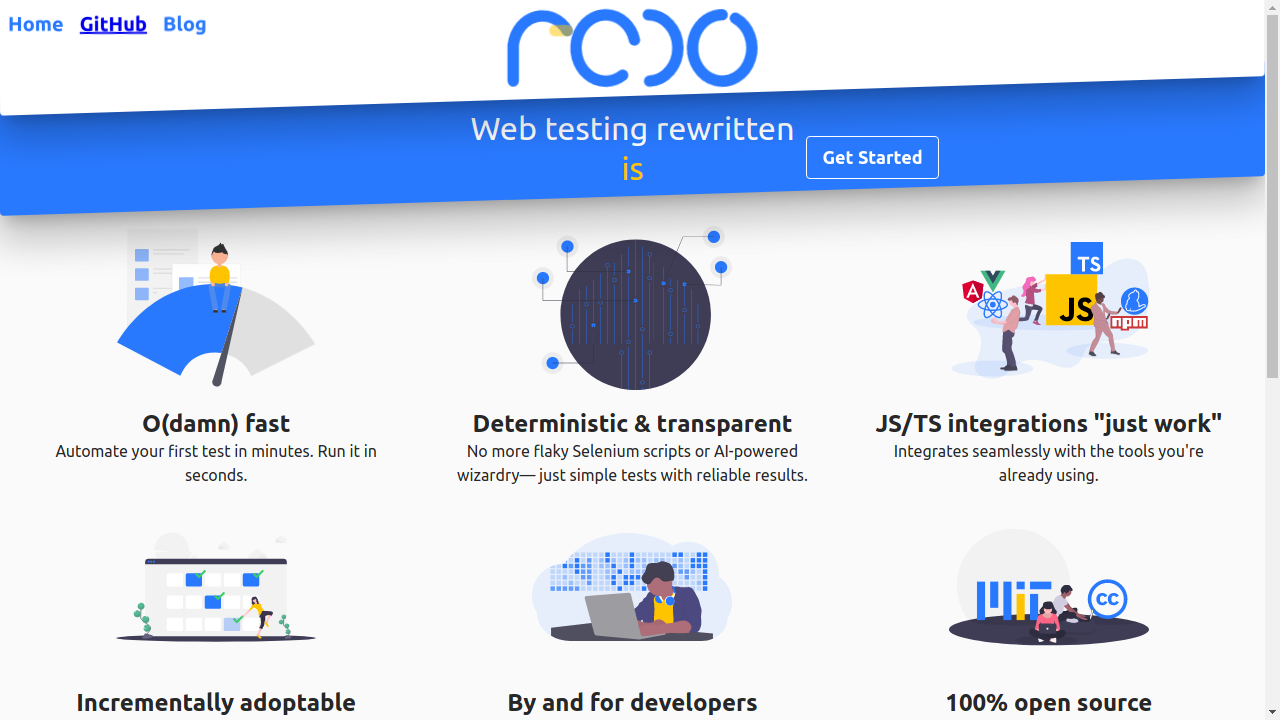 Home GitHub Blog
Web testing rewritten
is
Get Started
TS
JS
npm
O(damn) fast
Automate your first test in minutes. Run it in
seconds.
Deterministic & transparent
No more flaky Selenium scripts or AI-powered
wizardry— just simple tests with reliable results.
JS/TS integrations "just work"
Integrates seamlessly with the tools you're
already using.
MIT
CC
Incrementally adoptable
By and for developers
100% open source